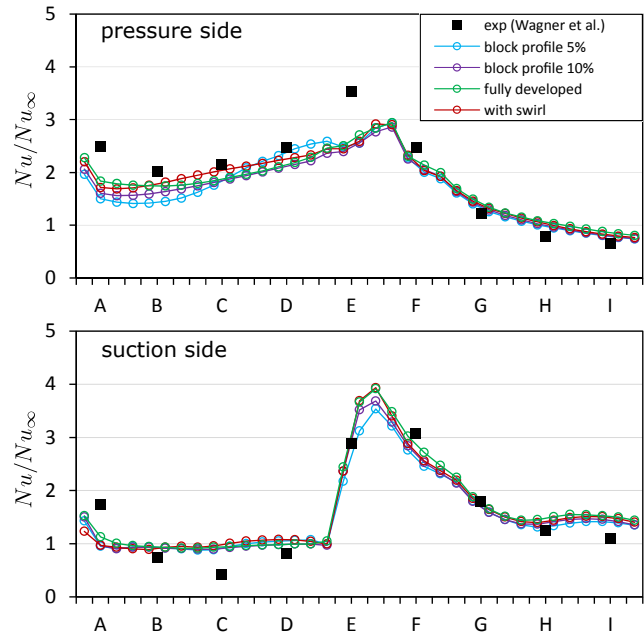 pressure side
exp (Wagner et al.)
block profile 5%
block profile 10%
fully developed
with swirl
Nu/Nu∞
5
4
3
2
1
0
A B C D E F G H I
suction side
Nu/Nu∞
5
4
3
2
1
0
A B C D E F G H I